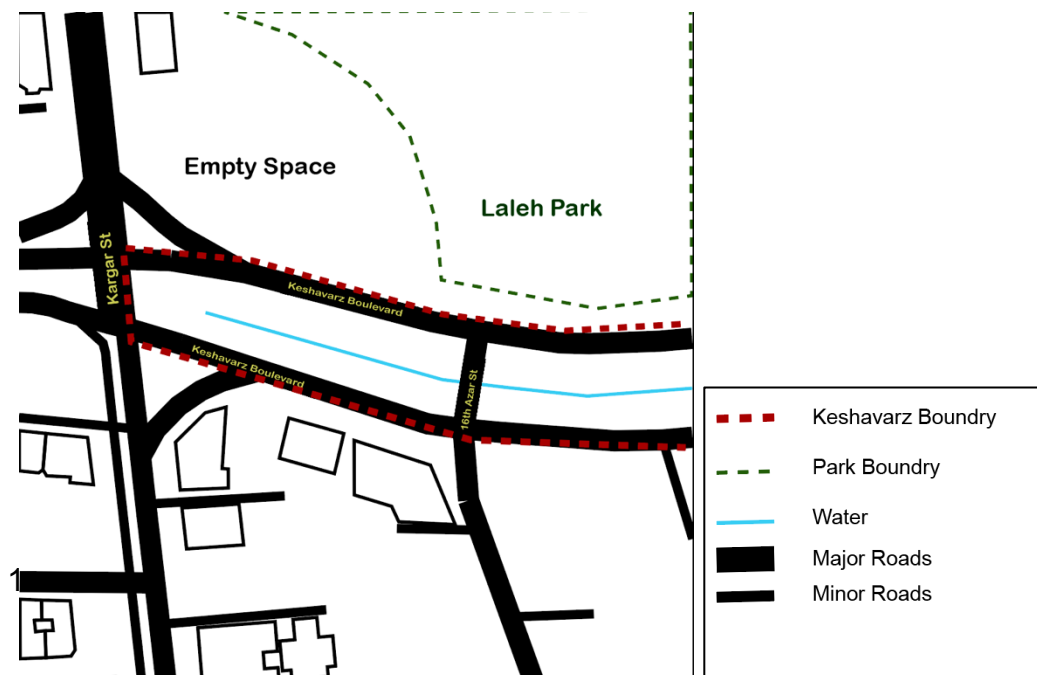 Empty Space
Laleh Park
Kargar St
Keshavarz Boulevard
Keshavarz Boulevard
16th Azar St
1
Keshavarz Boundry
Park Boundry
Water
Major Roads
Minor Roads